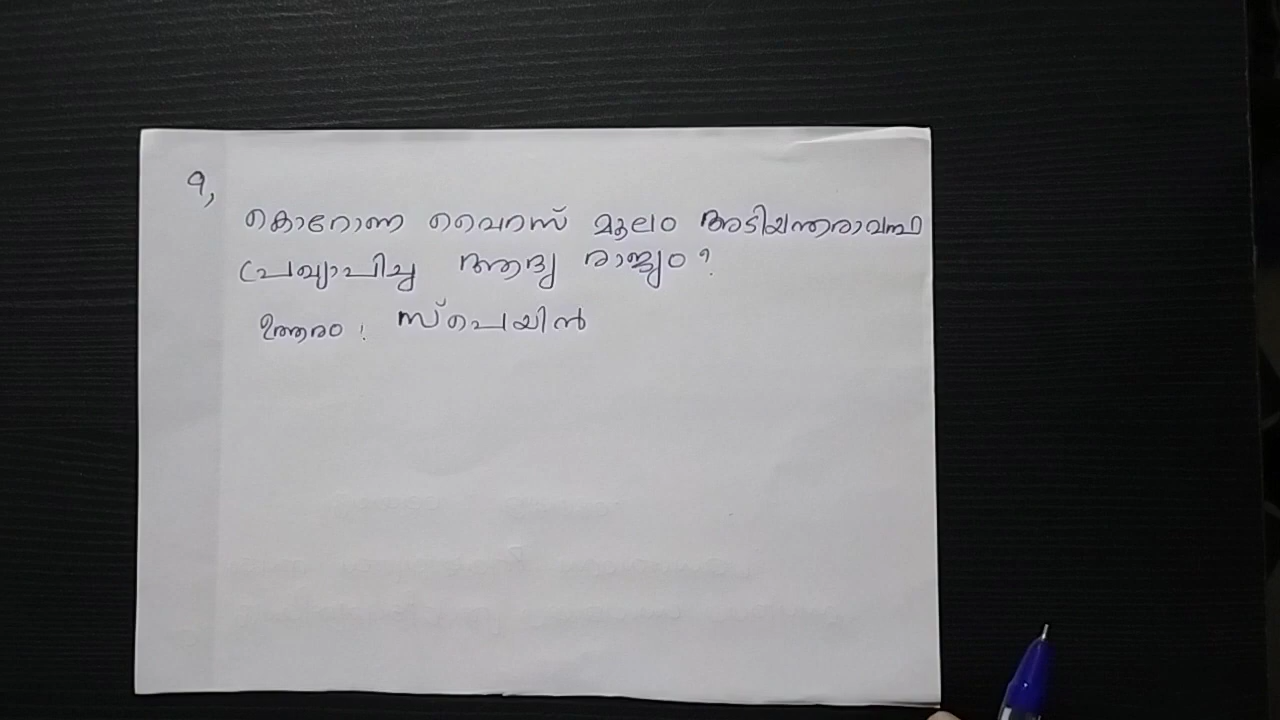 9,
കൊറോണ വൈറസ് മൂലം അടിയന്തരാവസ്ഥ
പ്രഖ്യാപിച്ച ആദ്യ രാജ്യം ?
ഉത്തരം : സ്പെയിൻ